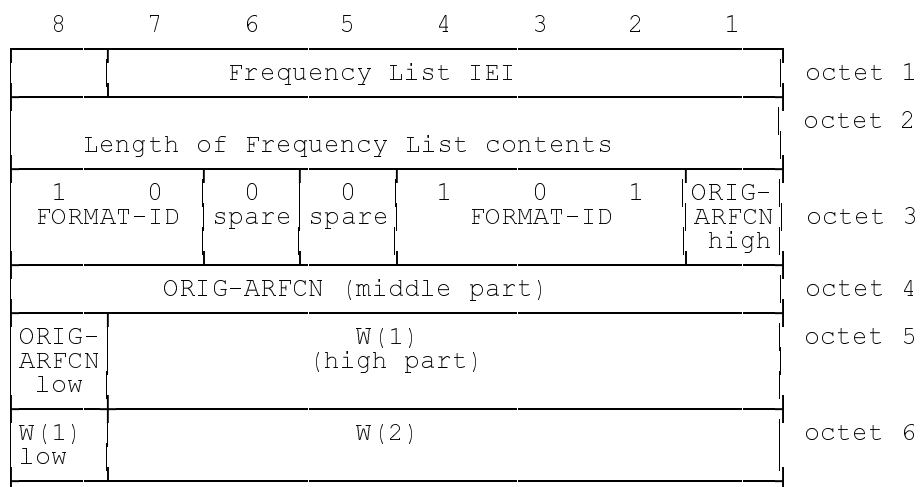 8 7 6 5 4 3 2 1
Frequency List IEI octet 1
octet 2
Length of Frequency List contents
1 0 0 0 1 0 1 ORIG-
FORMAT-ID spare spare FORMAT-ID ARFCN octet 3
high
ORIG-ARFCN (middle part) octet 4
ORIG- W(1) octet 5
ARFCN (high part)
low
W(1) W(2) octet 6
low